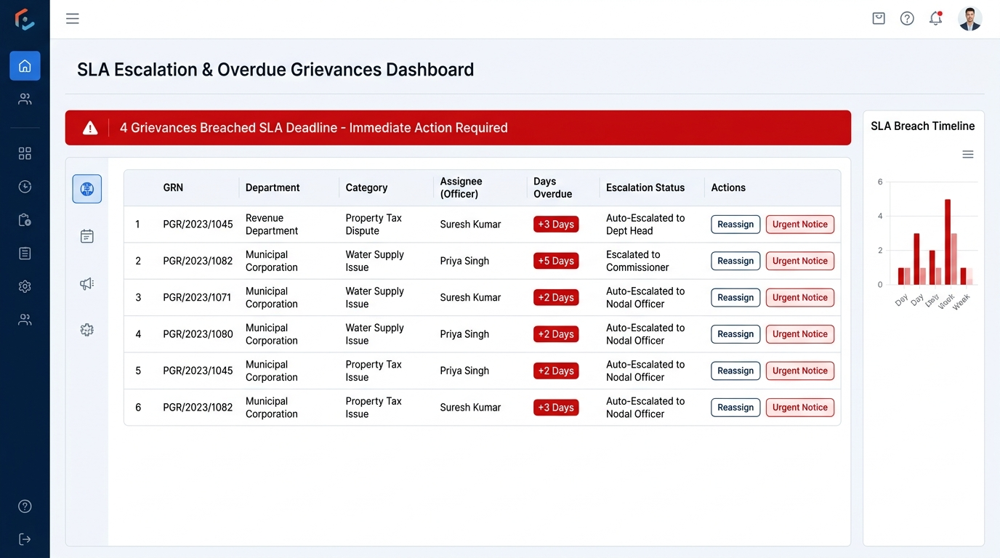 SLA Escalation & Overdue Grievances Dashboard
4 Grievances Breached SLA Deadline - Immediate Action Required
GRN Department Category Assignee (Officer) Days Overdue Escalation Status Actions
1 PGR/2023/1045 Revenue Department Property Tax Dispute Suresh Kumar +3 Days Auto-Escalated to Dept Head Reassign Urgent Notice
2 PGR/2023/1082 Municipal Corporation Water Supply Issue Priya Singh +5 Days Escalated to Commissioner Reassign Urgent Notice
3 PGR/2023/1071 Municipal Corporation Water Supply Issue Suresh Kumar +2 Days Auto-Escalated to Nodal Officer Reassign Urgent Notice
4 PGR/2023/1080 Municipal Corporation Water Supply Issue Priya Singh +2 Days Auto-Escalated to Nodal Officer Reassign Urgent Notice
5 PGR/2023/1045 Municipal Corporation Property Tax Issue Priya Singh +2 Days Auto-Escalated to Nodal Officer Reassign Urgent Notice
6 PGR/2023/1082 Municipal Corporation Property Tax Issue Suresh Kumar +3 Days Auto-Escalated to Nodal Officer Reassign Urgent Notice
SLA Breach Timeline
6
4
2
0
Day Day Week